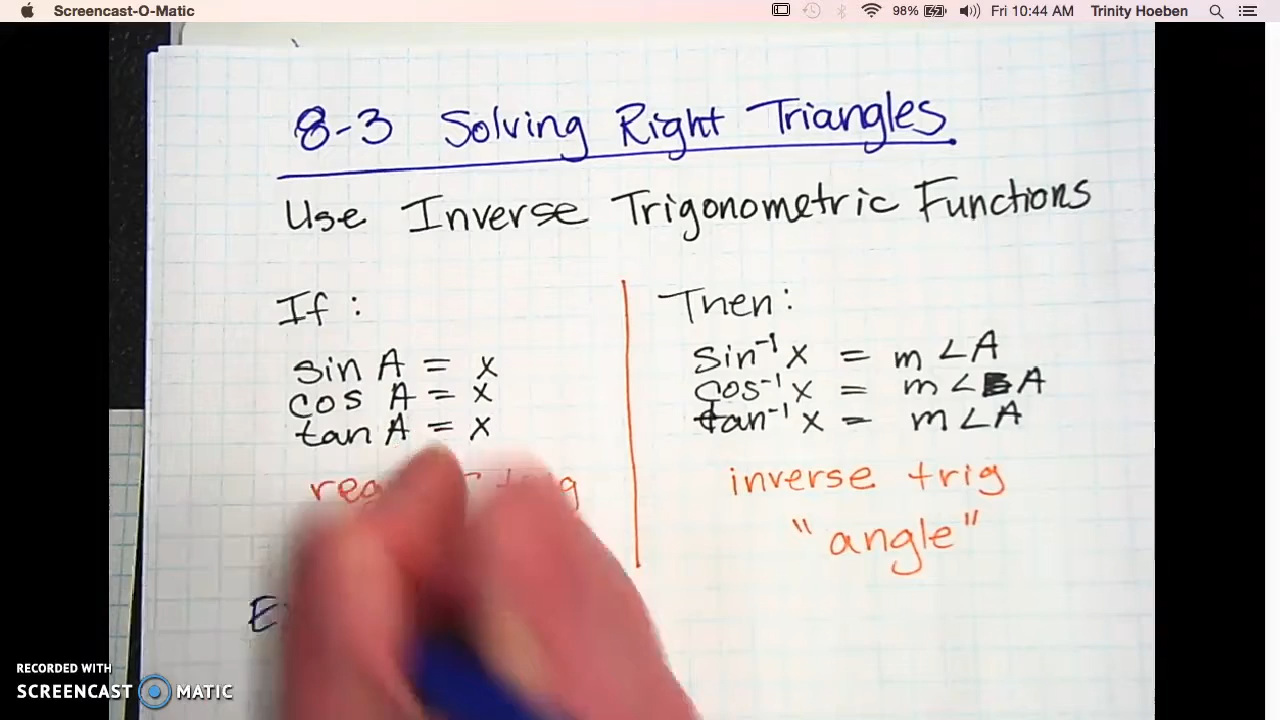 Screencast-O-Matic 98% Fri 10:44 AM Trinity Hoeben
8-3 Solving Right Triangles
Use Inverse Trigonometric Functions
If : Then :
sin A = x sin⁻¹ x = m∠A
cos A = x cos⁻¹ x = m∠A
tan A = x tan⁻¹ x = m∠A
inverse trig
"angle"
RECORDED WITH
SCREENCAST MATIC